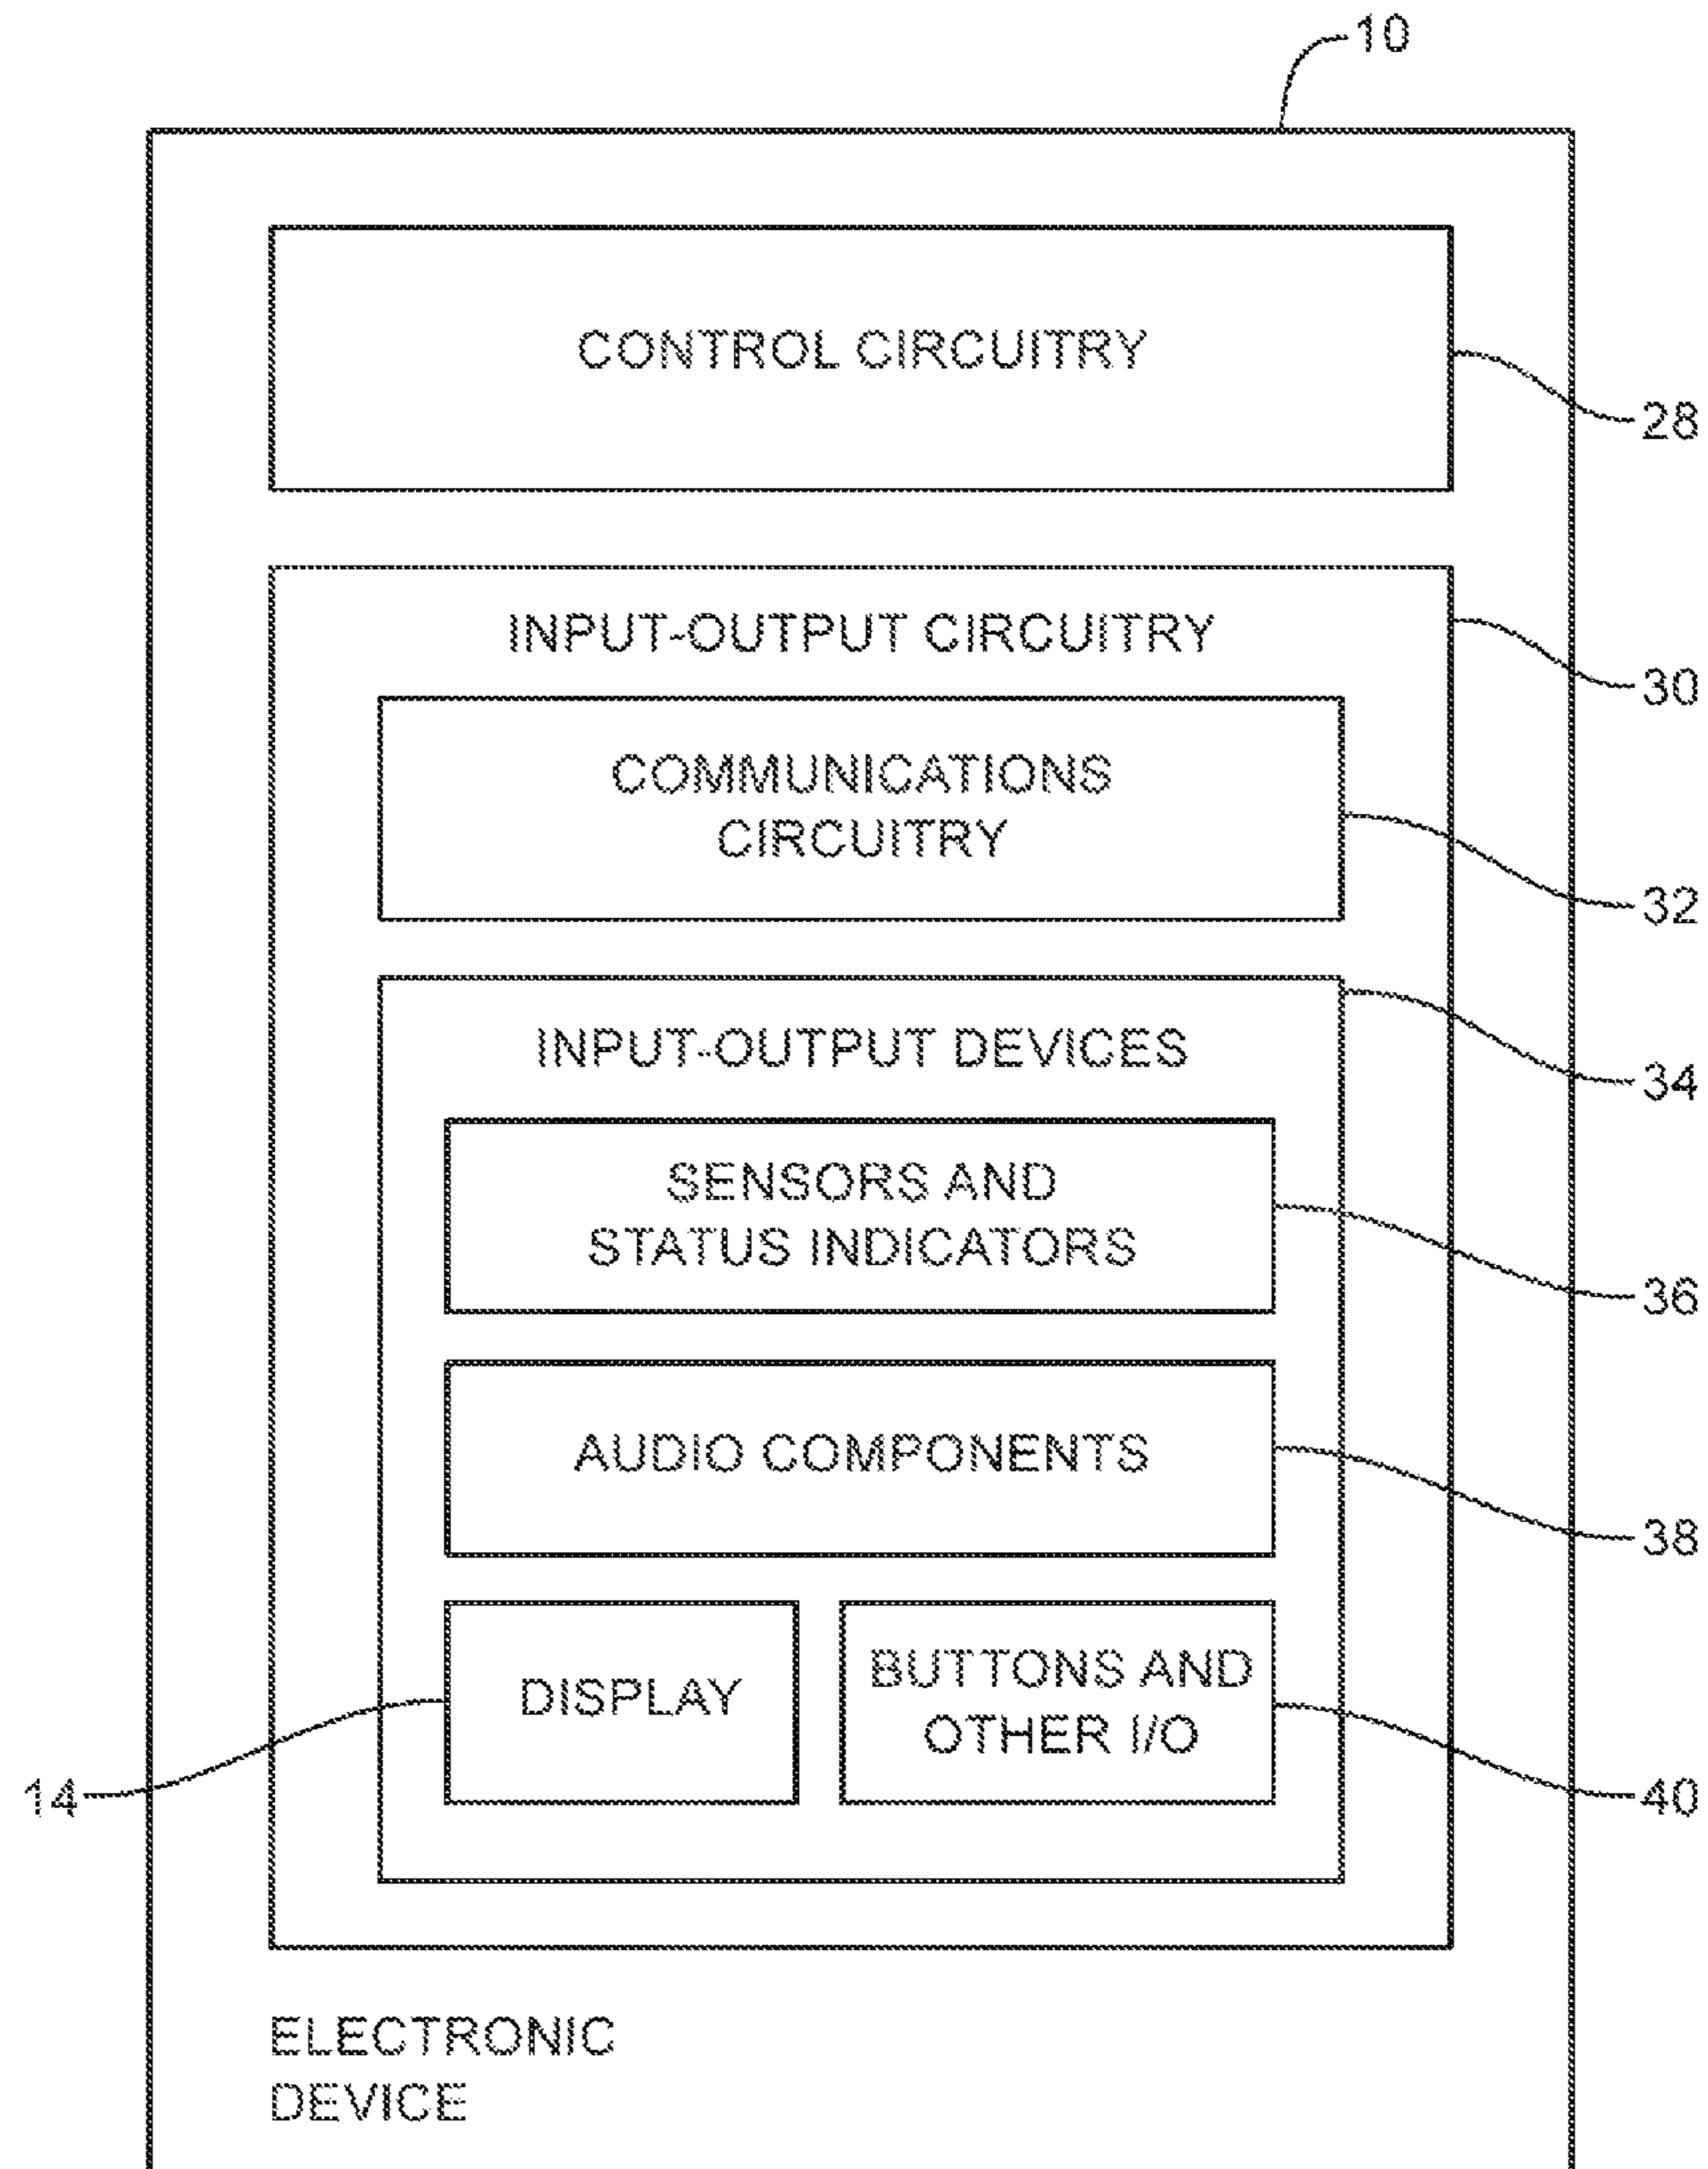 10
CONTROL CIRCUITRY
28
INPUT-OUTPUT CIRCUITRY
30
COMMUNICATIONS
CIRCUITRY
32
INPUT-OUTPUT DEVICES
34
SENSORS AND
STATUS INDICATORS
36
AUDIO COMPONENTS
38
DISPLAY
14
BUTTONS AND
OTHER I/O
40
ELECTRONIC
DEVICE